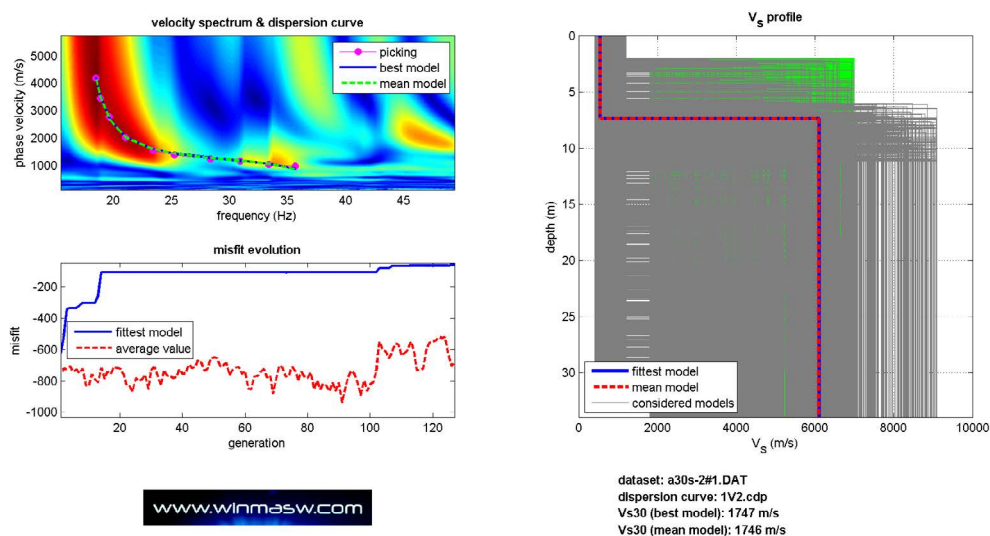 velocity spectrum & dispersion curve
phase velocity (m/s)
5000
4000
3000
2000
1000
picking
best model
mean model
15
20
25
30
35
40
45
frequency (Hz)
misfit evolution
misfit
-200
-400
-600
-800
-1000
fittest model
average value
20
40
60
80
100
120
generation
www.winmasw.com
VS profile
depth (m)
0
5
10
15
20
25
30
fittest model
mean model
considered models
0
2000
4000
6000
8000
10000
VS (m/s)
dataset: a30s-2#1.DAT
dispersion curve: 1V2.cdp
Vs30 (best model): 1747 m/s
Vs30 (mean model): 1746 m/s